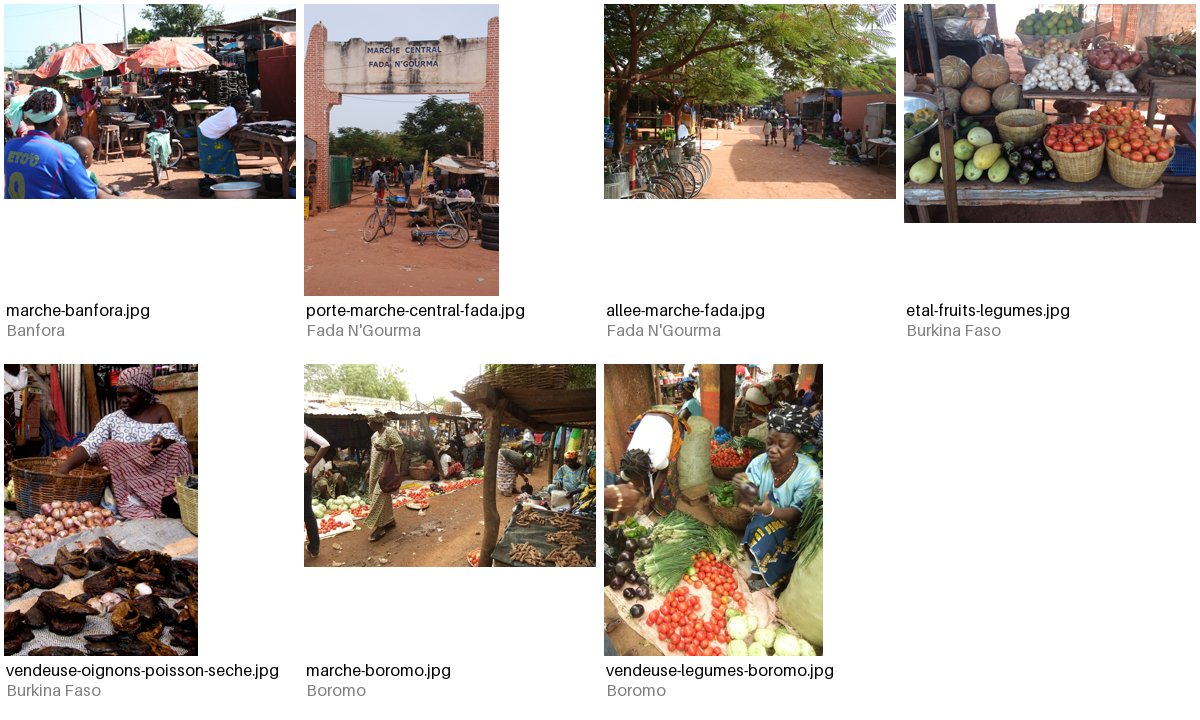 ETO'O
9
MARCHE CENTRAL
FADA N'GOURMA
marche-banfora.jpg
Banfora
porte-marche-central-fada.jpg
Fada N'Gourma
allee-marche-fada.jpg
Fada N'Gourma
etal-fruits-legumes.jpg
Burkina Faso
vendeuse-oignons-poisson-seche.jpg
Burkina Faso
marche-boromo.jpg
Boromo
vendeuse-legumes-boromo.jpg
Boromo